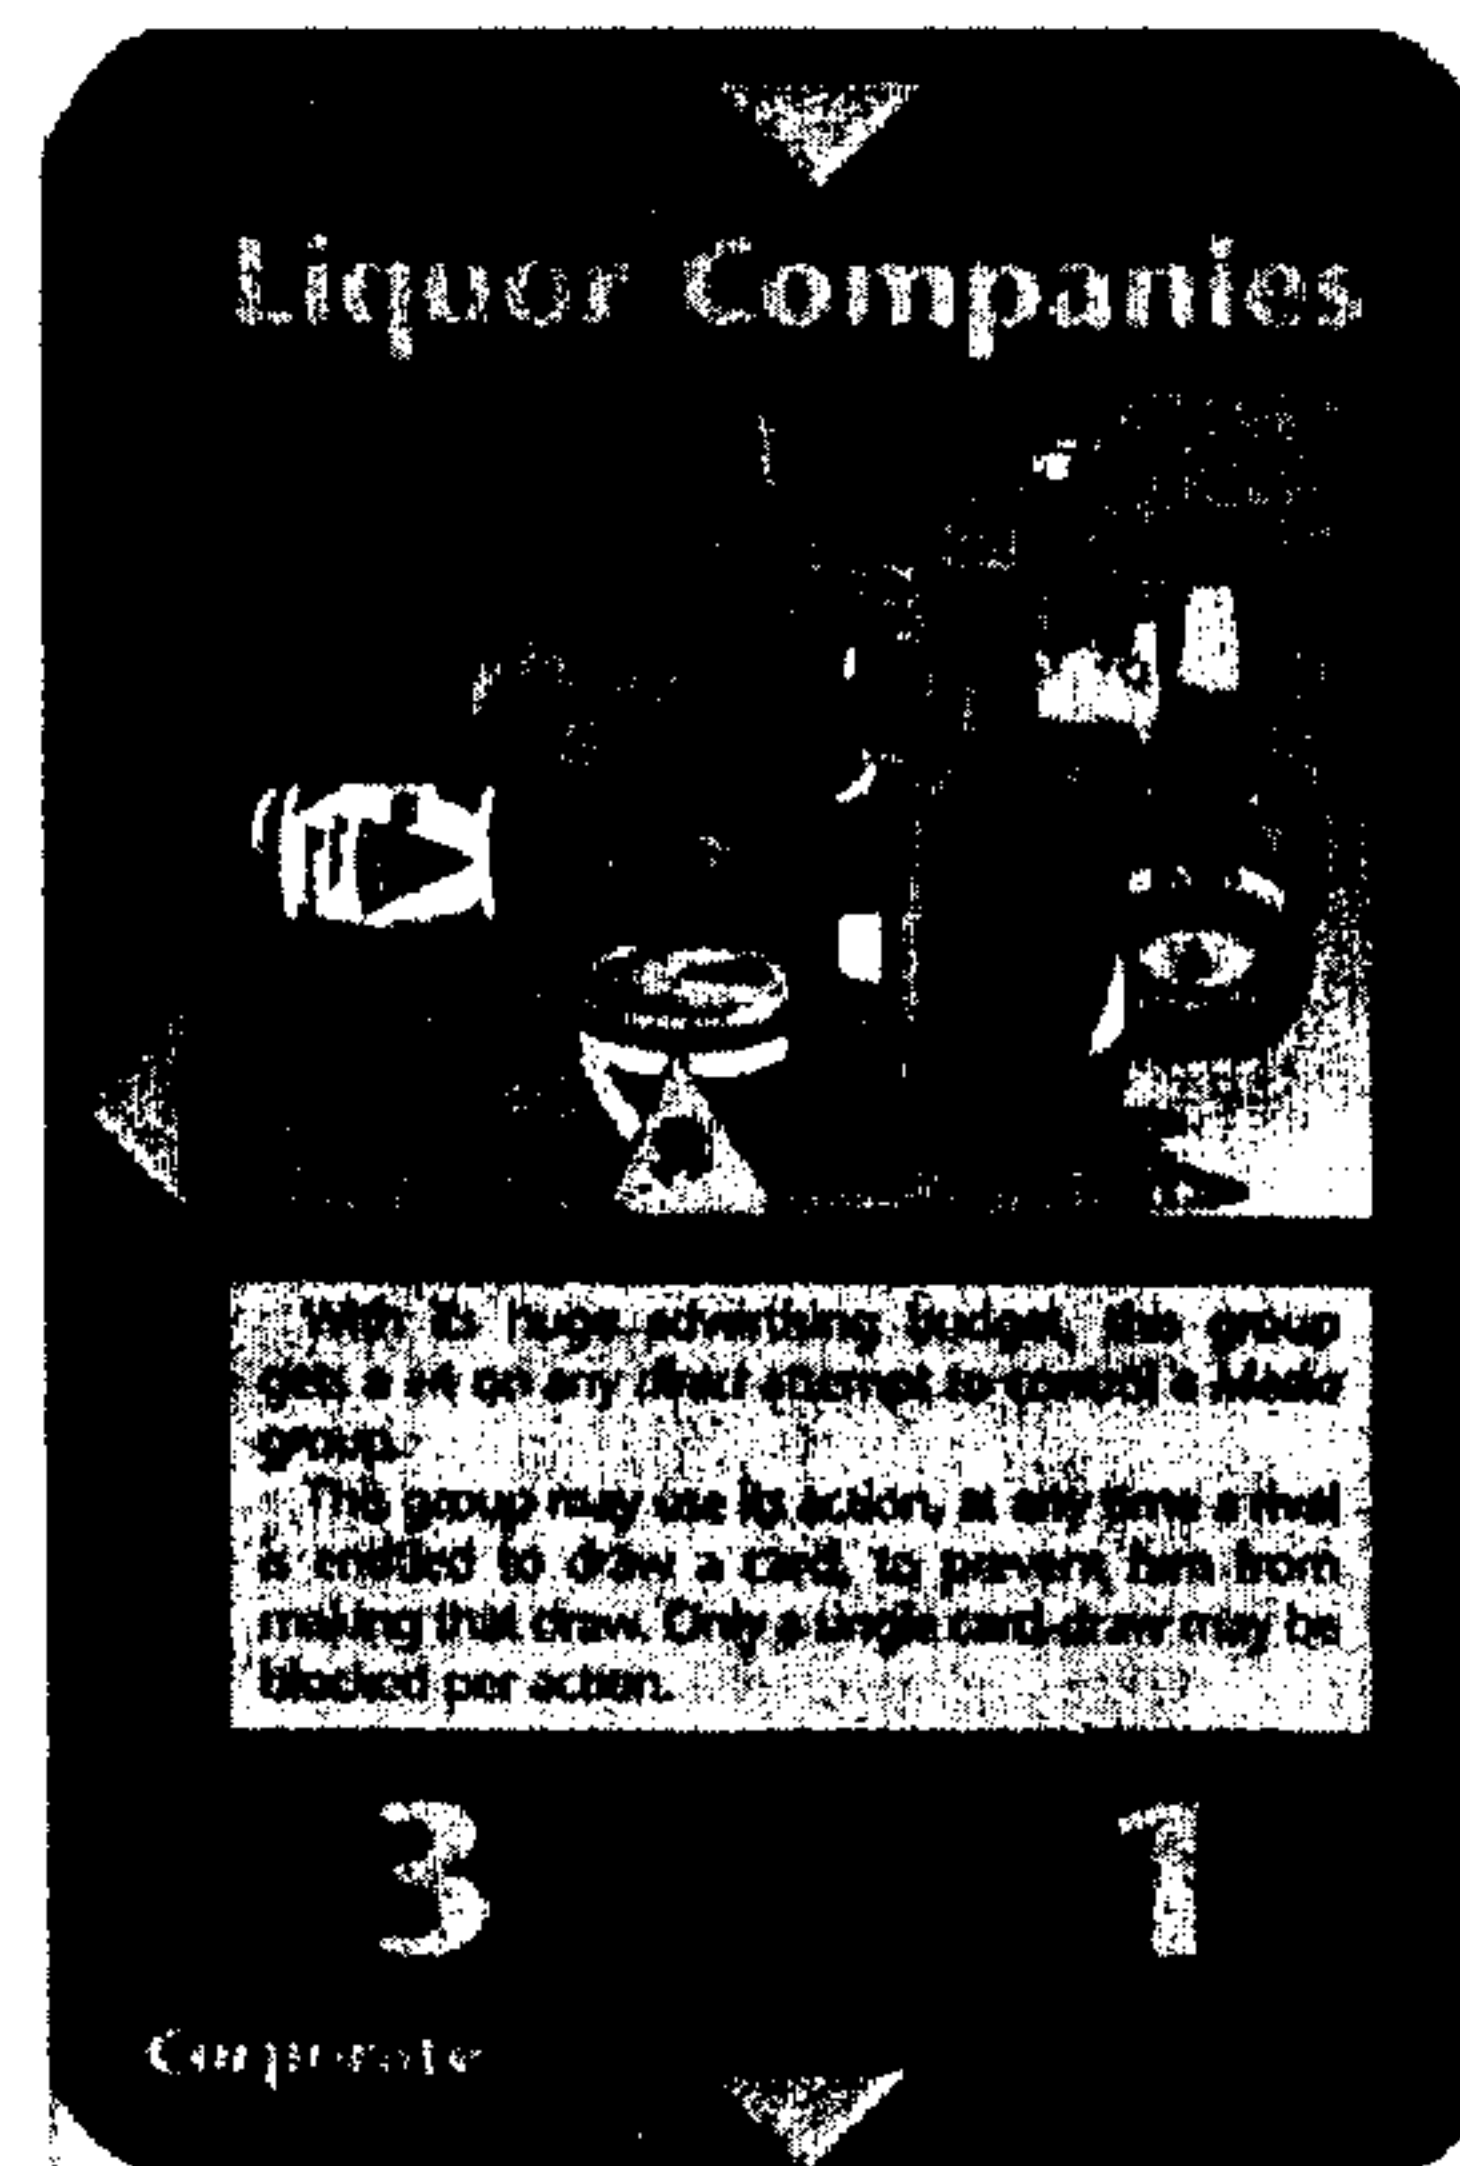 Liquor Companies
With its huge advertising budget, this group
gets a +4 on any direct attempt to control a Media
group.
This group may use its action, at any time a rival
is entitled to draw a card, to prevent him from
making that draw. Only a single card-draw may be
blocked per action.
3 1
Corporate